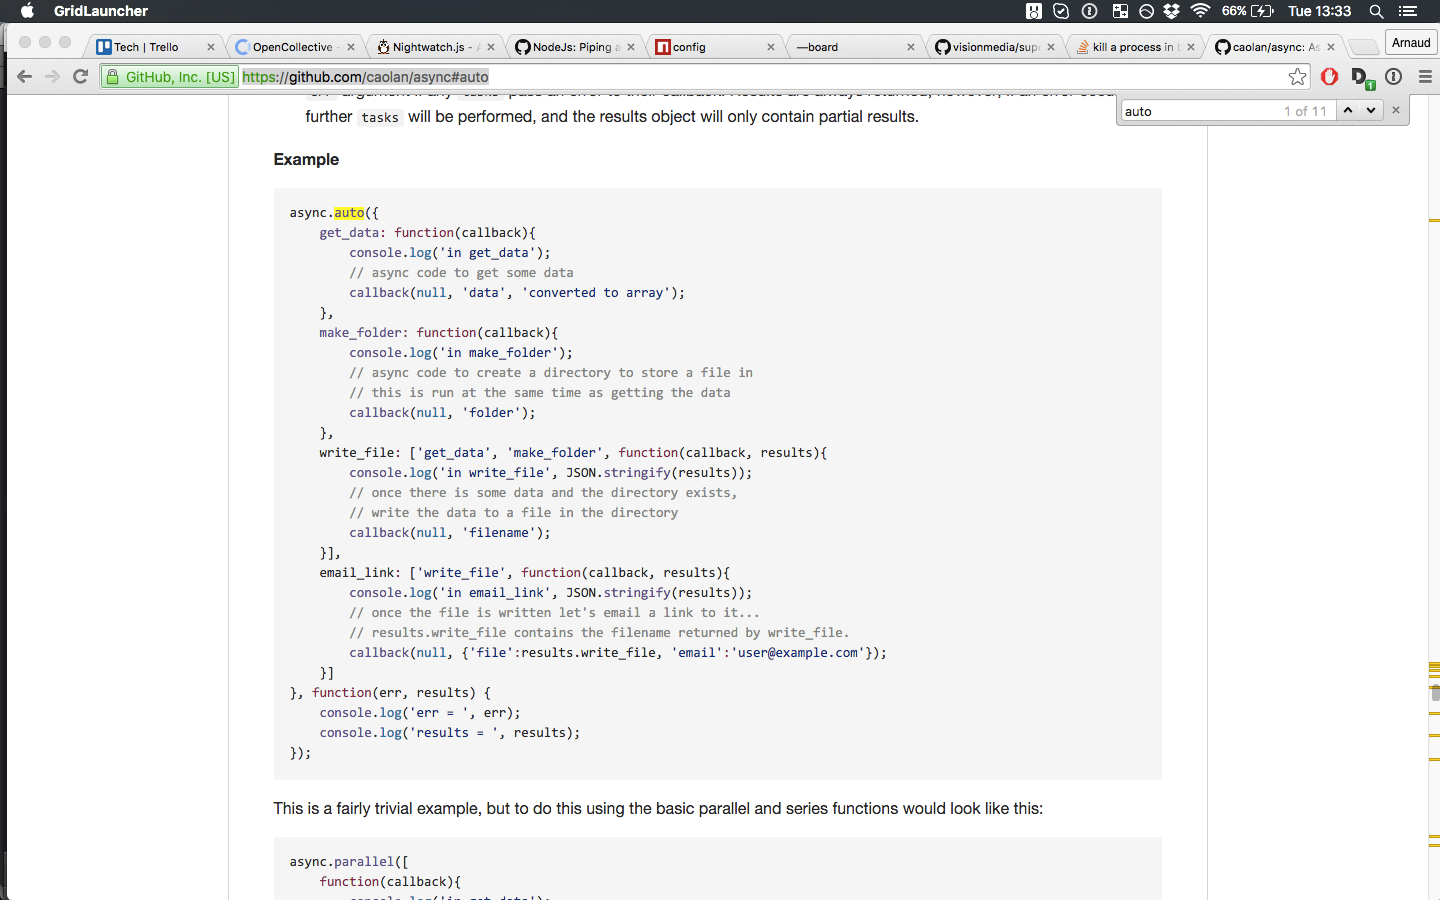 GridLauncher
66%
Tue 13:33
Tech | Trello
OpenCollective -
Nightwatch.js - A
NodeJs: Piping a
config
—board
visionmedia/supe
kill a process in b
caolan/async: As
Arnaud
GitHub, Inc. [US]
https://github.com/caolan/async#auto
auto
1 of 11
further tasks will be performed, and the results object will only contain partial results.
Example
async.auto({
get_data: function(callback){
console.log('in get_data');
// async code to get some data
callback(null, 'data', 'converted to array');
},
make_folder: function(callback){
console.log('in make_folder');
// async code to create a directory to store a file in
// this is run at the same time as getting the data
callback(null, 'folder');
},
write_file: ['get_data', 'make_folder', function(callback, results){
console.log('in write_file', JSON.stringify(results));
// once there is some data and the directory exists,
// write the data to a file in the directory
callback(null, 'filename');
}],
email_link: ['write_file', function(callback, results){
console.log('in email_link', JSON.stringify(results));
// once the file is written let's email a link to it...
// results.write_file contains the filename returned by write_file.
callback(null, {'file':results.write_file, 'email':'user@example.com'});
}]
}, function(err, results) {
console.log('err = ', err);
console.log('results = ', results);
});
This is a fairly trivial example, but to do this using the basic parallel and series functions would look like this:
async.parallel([
function(callback){